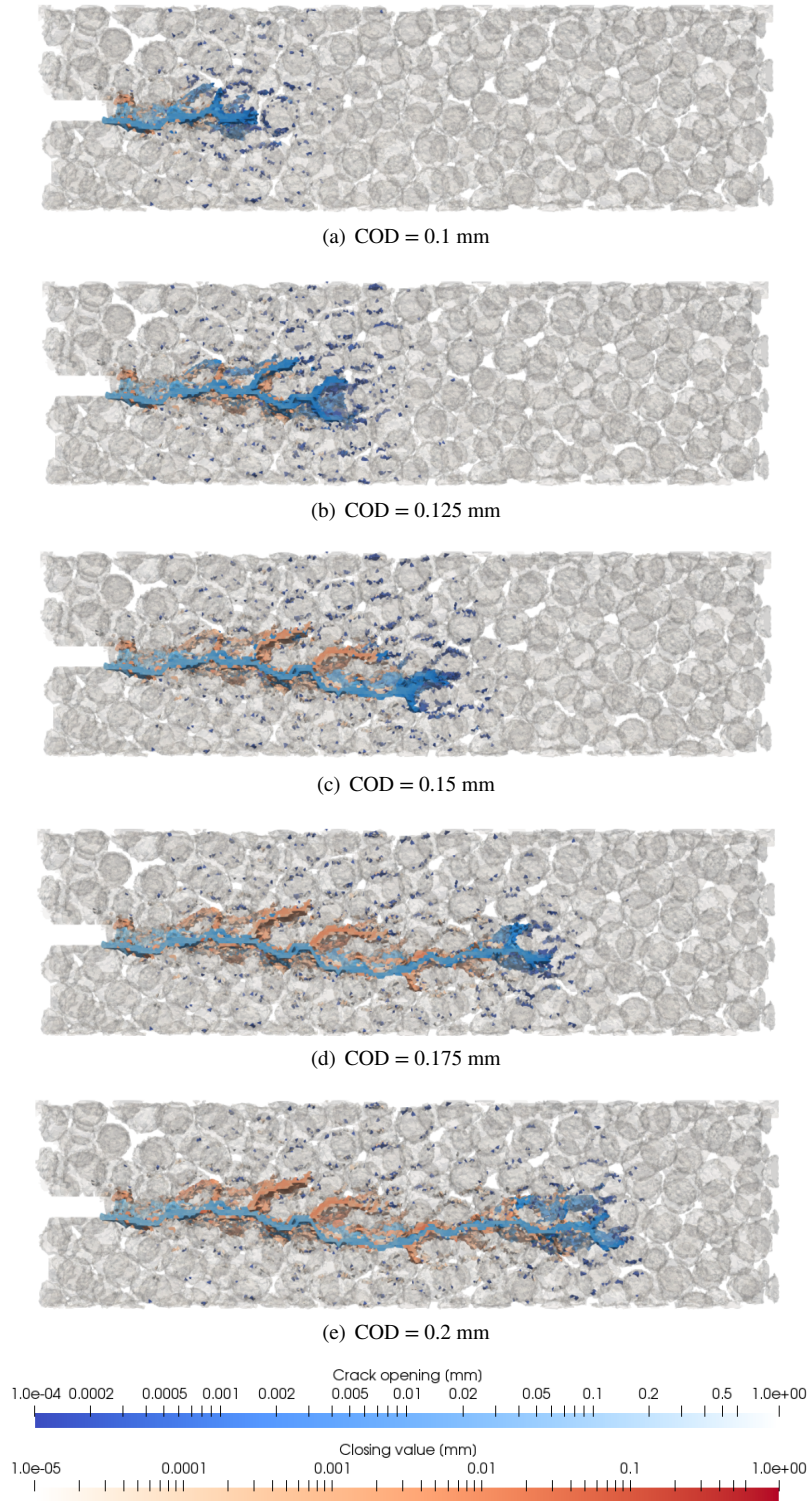 (a) COD = 0.1 mm
(b) COD = 0.125 mm
(c) COD = 0.15 mm
(d) COD = 0.175 mm
(e) COD = 0.2 mm
Crack opening (mm)
1.0e-04 0.0002 0.0005 0.001 0.002 0.005 0.01 0.02 0.05 0.1 0.2 0.5 1.0e+00
Closing value (mm)
1.0e-05 0.0001 0.001 0.01 0.1 1.0e+00